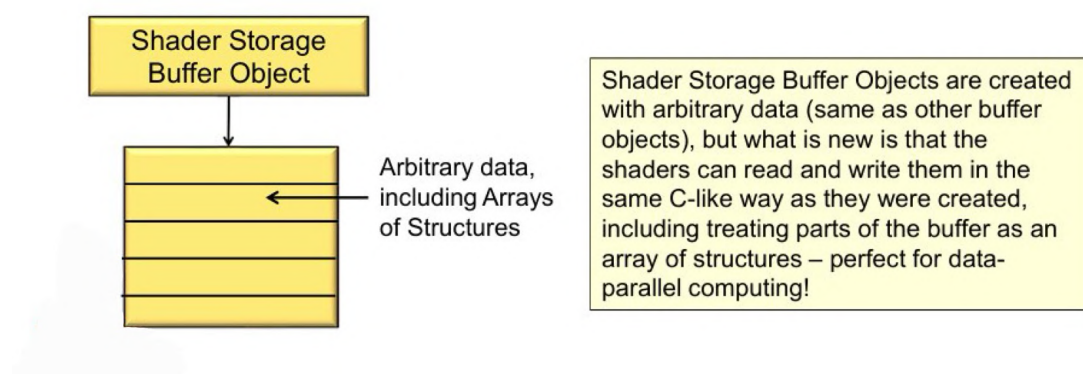 Shader Storage
Buffer Object
Arbitrary data,
including Arrays
of Structures
Shader Storage Buffer Objects are created
with arbitrary data (same as other buffer
objects), but what is new is that the
shaders can read and write them in the
same C-like way as they were created,
including treating parts of the buffer as an
array of structures – perfect for data-
parallel computing!